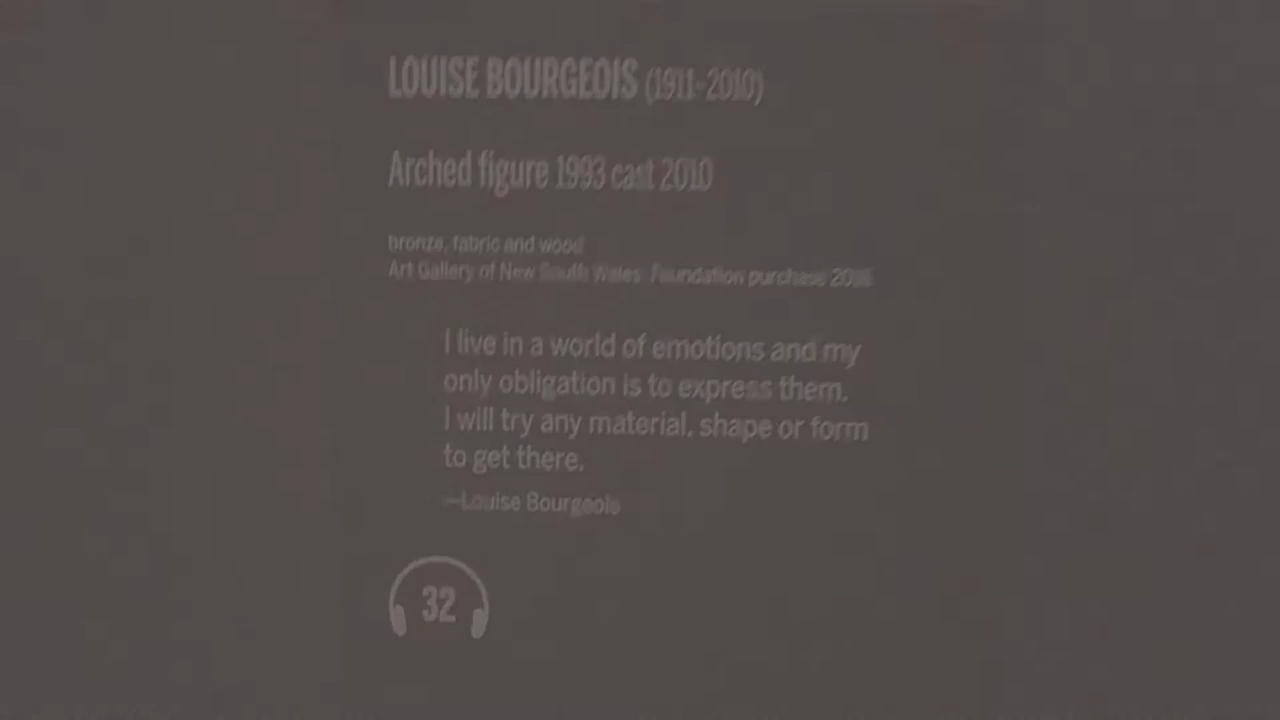 LOUISE BOURGEOIS (1911-2010)
Arched figure 1993 cast 2010
bronze, fabric and wood
Art Gallery of New South Wales Foundation purchase
I live in a world of emotions and my
only obligation is to express them.
I will try any material, shape or form
to get there.
—Louise Bourgeois
32